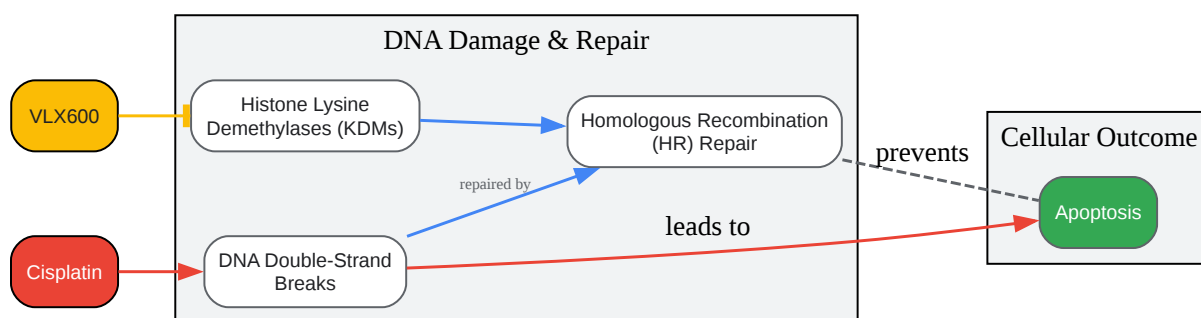 DNA Damage & Repair
VLX600
Histone Lysine
Demethylases (KDMs)
Homologous Recombination
(HR) Repair
prevents
Cellular Outcome
Apoptosis
repaired by
leads to
Cisplatin
DNA Double-Strand
Breaks